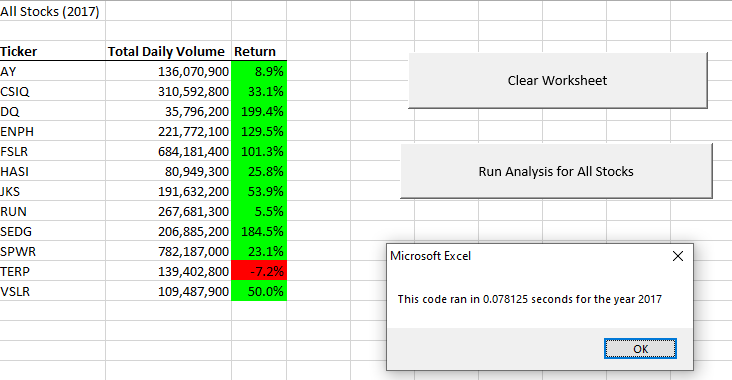 All Stocks (2017)
Ticker Total Daily Volume Return
AY 136,070,900 8.9%
CSIQ 310,592,800 33.1%
DQ 35,796,200 199.4%
ENPH 221,772,100 129.5%
FSLR 684,181,400 101.3%
HASI 80,949,300 25.8%
JKS 191,632,200 53.9%
RUN 267,681,300 5.5%
SEDG 206,885,200 184.5%
SPWR 782,187,000 23.1%
TERP 139,402,800 -7.2%
VSLR 109,487,900 50.0%
Clear Worksheet
Run Analysis for All Stocks
Microsoft Excel
This code ran in 0.078125 seconds for the year 2017
OK